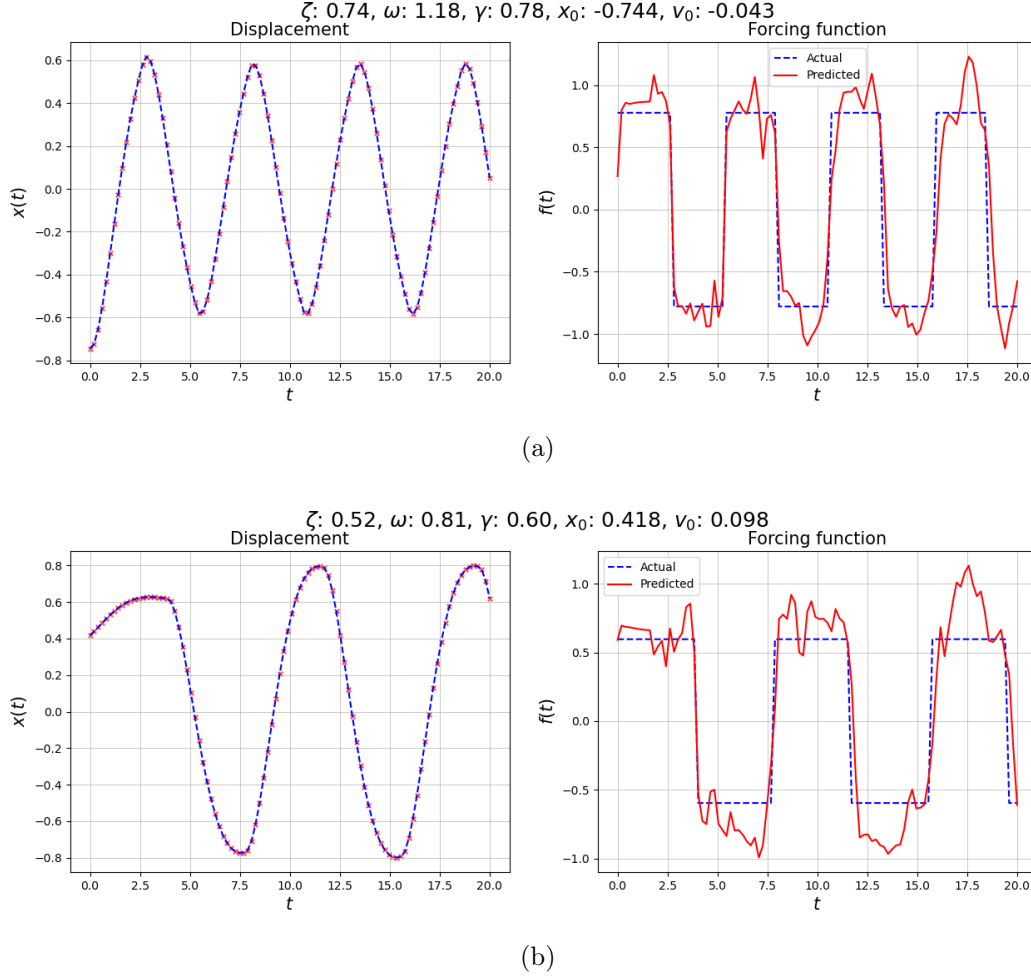 ζ: 0.74, ω: 1.18, γ: 0.78, x₀: -0.744, v₀: -0.043
Displacement
Forcing function
x(t)
0.6
0.4
0.2
0.0
−0.2
−0.4
−0.6
−0.8
0.0 2.5 5.0 7.5 10.0 12.5 15.0 17.5 20.0
t
f(t)
1.0
0.5
0.0
−0.5
−1.0
Actual
Predicted
0.0 2.5 5.0 7.5 10.0 12.5 15.0 17.5 20.0
t
(a)
ζ: 0.52, ω: 0.81, γ: 0.60, x₀: 0.418, v₀: 0.098
Displacement
Forcing function
x(t)
0.8
0.6
0.4
0.2
0.0
−0.2
−0.4
−0.6
−0.8
0.0 2.5 5.0 7.5 10.0 12.5 15.0 17.5 20.0
t
f(t)
1.0
0.5
0.0
−0.5
−1.0
Actual
Predicted
0.0 2.5 5.0 7.5 10.0 12.5 15.0 17.5 20.0
t
(b)